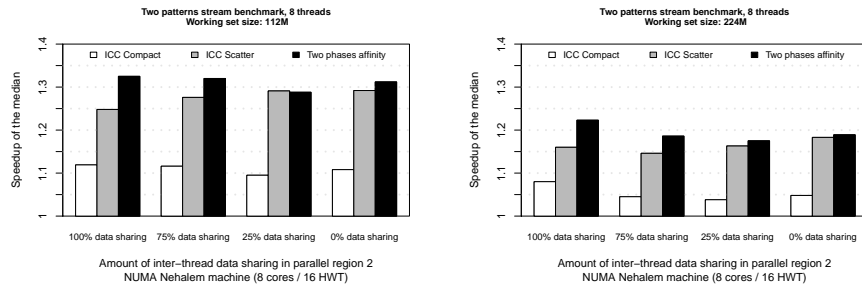 Two patterns stream benchmark, 8 threads
Working set size: 112M
Speedup of the median
1.4
1.3
1.2
1.1
1
ICC Compact
ICC Scatter
Two phases affinity
100% data sharing
75% data sharing
25% data sharing
0% data sharing
Amount of inter−thread data sharing in parallel region 2
NUMA Nehalem machine (8 cores / 16 HWT)
Two patterns stream benchmark, 8 threads
Working set size: 224M
Speedup of the median
1.4
1.3
1.2
1.1
1
ICC Compact
ICC Scatter
Two phases affinity
100% data sharing
75% data sharing
25% data sharing
0% data sharing
Amount of inter−thread data sharing in parallel region 2
NUMA Nehalem machine (8 cores / 16 HWT)